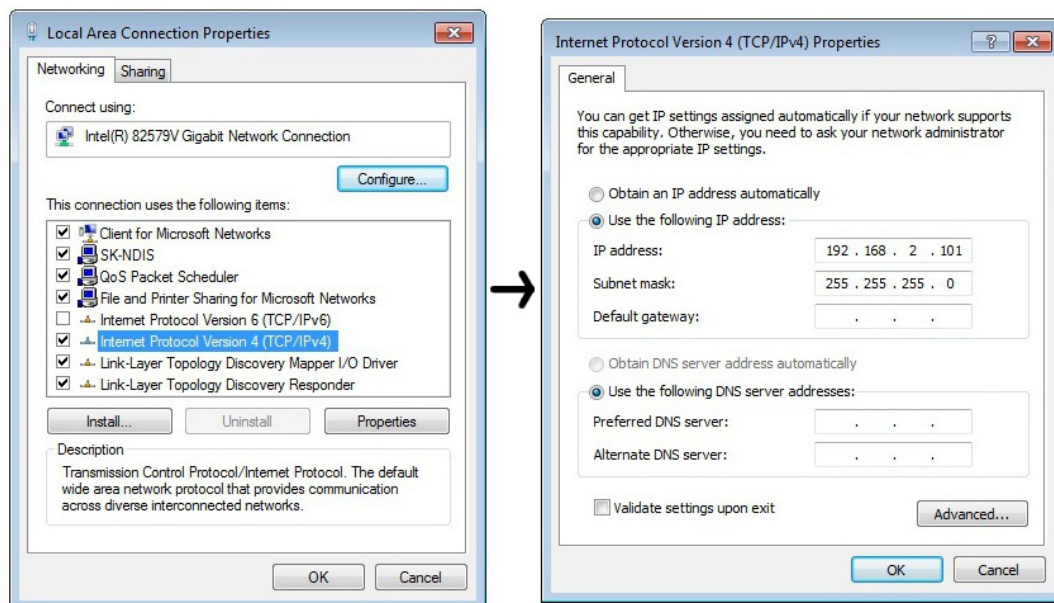 Local Area Connection Properties
Networking
Sharing
Connect using:
Intel(R) 82579V Gigabit Network Connection
Configure...
This connection uses the following items:
Client for Microsoft Networks
SK-NDIS
QoS Packet Scheduler
File and Printer Sharing for Microsoft Networks
Internet Protocol Version 6 (TCP/IPv6)
Internet Protocol Version 4 (TCP/IPv4)
Link-Layer Topology Discovery Mapper I/O Driver
Link-Layer Topology Discovery Responder
Install...
Uninstall
Properties
Description
Transmission Control Protocol/Internet Protocol. The default
wide area network protocol that provides communication
across diverse interconnected networks.
OK
Cancel
Internet Protocol Version 4 (TCP/IPv4) Properties
General
You can get IP settings assigned automatically if your network supports
this capability. Otherwise, you need to ask your network administrator
for the appropriate IP settings.
Obtain an IP address automatically
Use the following IP address:
IP address: 192 . 168 . 2 . 101
Subnet mask: 255 . 255 . 255 . 0
Default gateway: . . .
Obtain DNS server address automatically
Use the following DNS server addresses:
Preferred DNS server: . . .
Alternate DNS server: . . .
Validate settings upon exit
Advanced...
OK
Cancel